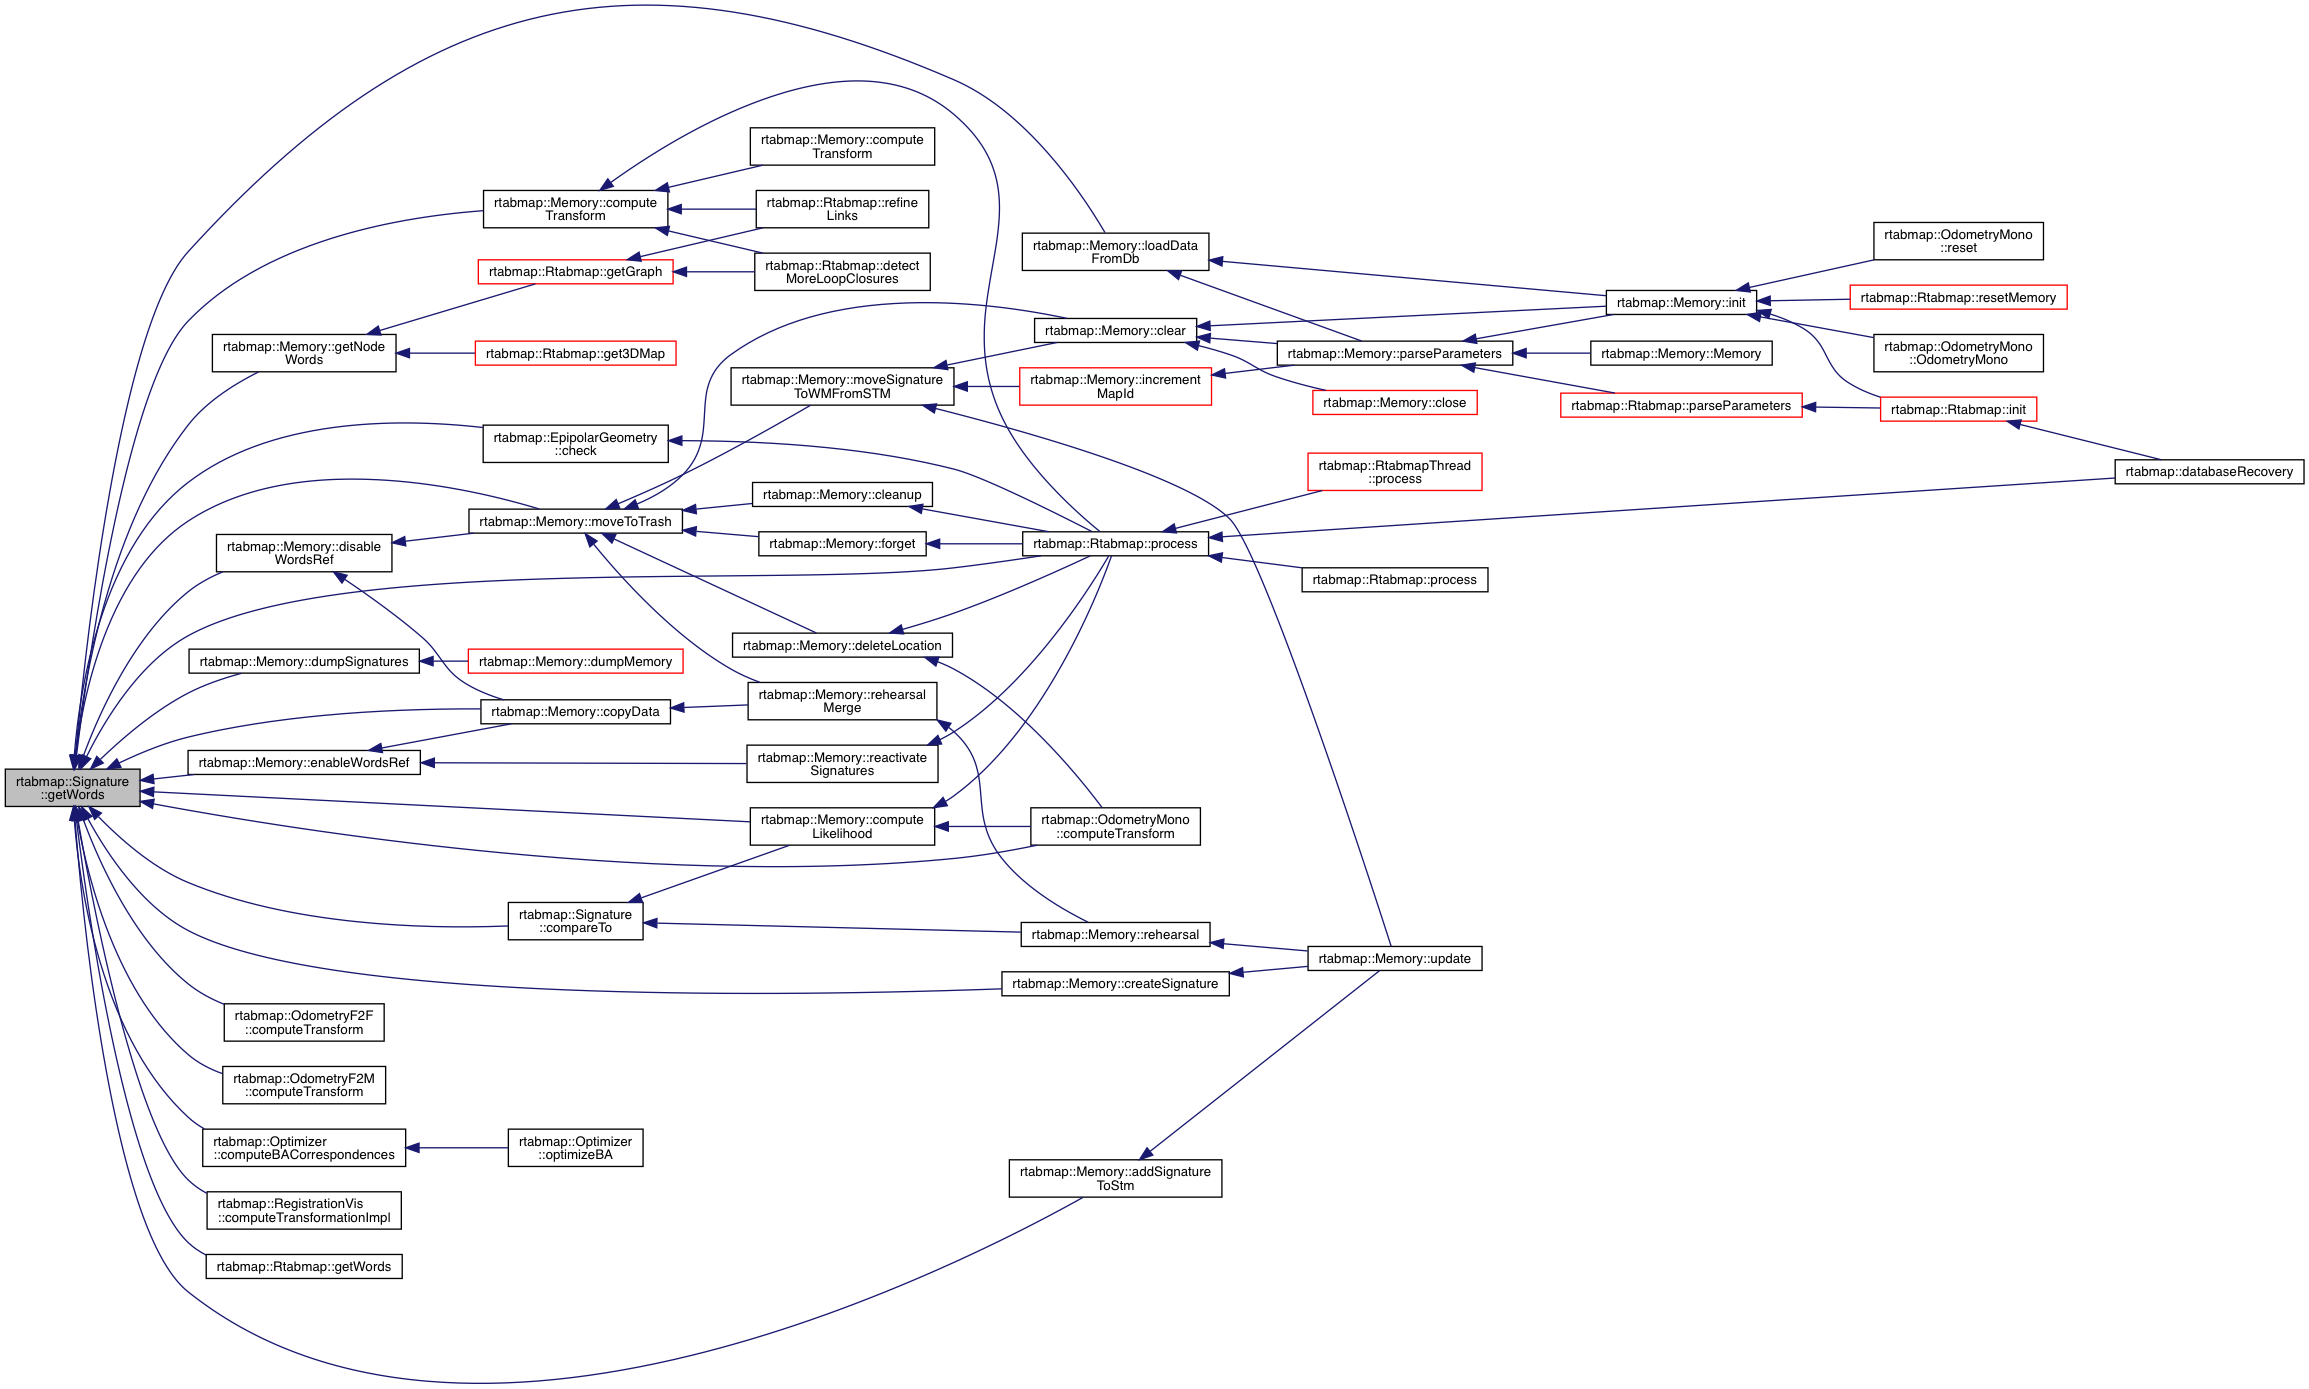 rtabmap::Signature
::getWords
rtabmap::Memory::compute
Transform
rtabmap::Memory::getNode
Words
rtabmap::EpipolarGeometry
::check
rtabmap::Memory::moveToTrash
rtabmap::Memory::disable
WordsRef
rtabmap::Memory::dumpSignatures
rtabmap::Memory::copyData
rtabmap::Memory::enableWordsRef
rtabmap::Signature
::compareTo
rtabmap::OdometryF2F
::computeTransform
rtabmap::OdometryF2M
::computeTransform
rtabmap::Optimizer
::computeBACorrespondences
rtabmap::RegistrationVis
::computeTransformationImpl
rtabmap::Rtabmap::getWords
rtabmap::Rtabmap::getGraph
rtabmap::Rtabmap::get3DMap
rtabmap::Memory::dumpMemory
rtabmap::Optimizer
::optimizeBA
rtabmap::Memory::compute
Transform
rtabmap::Rtabmap::refine
Links
rtabmap::Rtabmap::detect
MoreLoopClosures
rtabmap::Memory::moveSignature
ToWMFromSTM
rtabmap::Memory::cleanup
rtabmap::Memory::forget
rtabmap::Memory::deleteLocation
rtabmap::Memory::rehearsal
Merge
rtabmap::Memory::reactivate
Signatures
rtabmap::Memory::compute
Likelihood
rtabmap::Memory::loadData
FromDb
rtabmap::Memory::clear
rtabmap::Memory::increment
MapId
rtabmap::Rtabmap::process
rtabmap::OdometryMono
::computeTransform
rtabmap::Memory::rehearsal
rtabmap::Memory::createSignature
rtabmap::Memory::addSignature
ToStm
rtabmap::Memory::parseParameters
rtabmap::Memory::close
rtabmap::RtabmapThread
::process
rtabmap::Rtabmap::process
rtabmap::Memory::update
rtabmap::Memory::init
rtabmap::Memory::Memory
rtabmap::Rtabmap::parseParameters
rtabmap::OdometryMono
::reset
rtabmap::Rtabmap::resetMemory
rtabmap::OdometryMono
::OdometryMono
rtabmap::Rtabmap::init
rtabmap::databaseRecovery